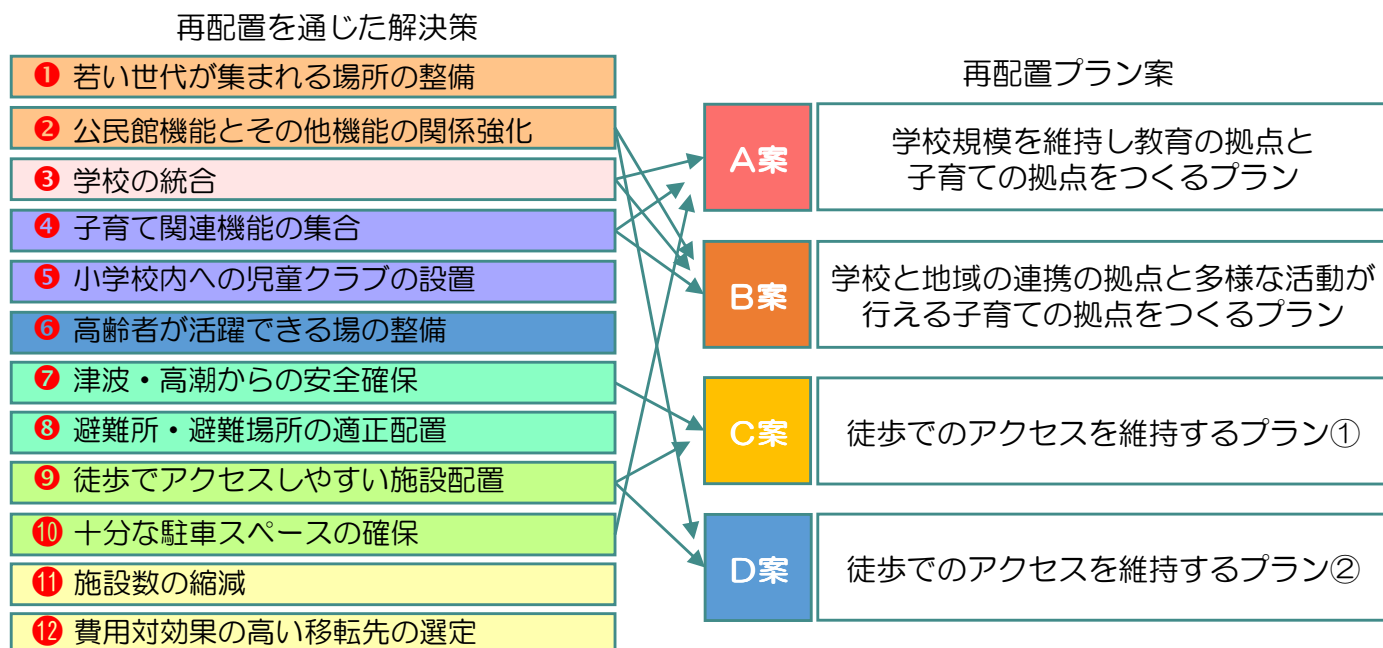 再配置を通じた解決策
❶ 若い世代が集まれる場所の整備
❷ 公民館機能とその他機能の関係強化
❸ 学校の統合
❹ 子育て関連機能の集合
❺ 小学校内への児童クラブの設置
❻ 高齢者が活躍できる場の整備
❼ 津波・高潮からの安全確保
❽ 避難所・避難場所の適正配置
❾ 徒歩でアクセスしやすい施設配置
❿ 十分な駐車スペースの確保
⓫ 施設数の縮減
⓬ 費用対効果の高い移転先の選定
再配置プラン案
A案
学校規模を維持し教育の拠点と
子育ての拠点をつくるプラン
B案
学校と地域の連携の拠点と多様な活動が
行える子育ての拠点をつくるプラン
C案
徒歩でのアクセスを維持するプラン①
D案
徒歩でのアクセスを維持するプラン②